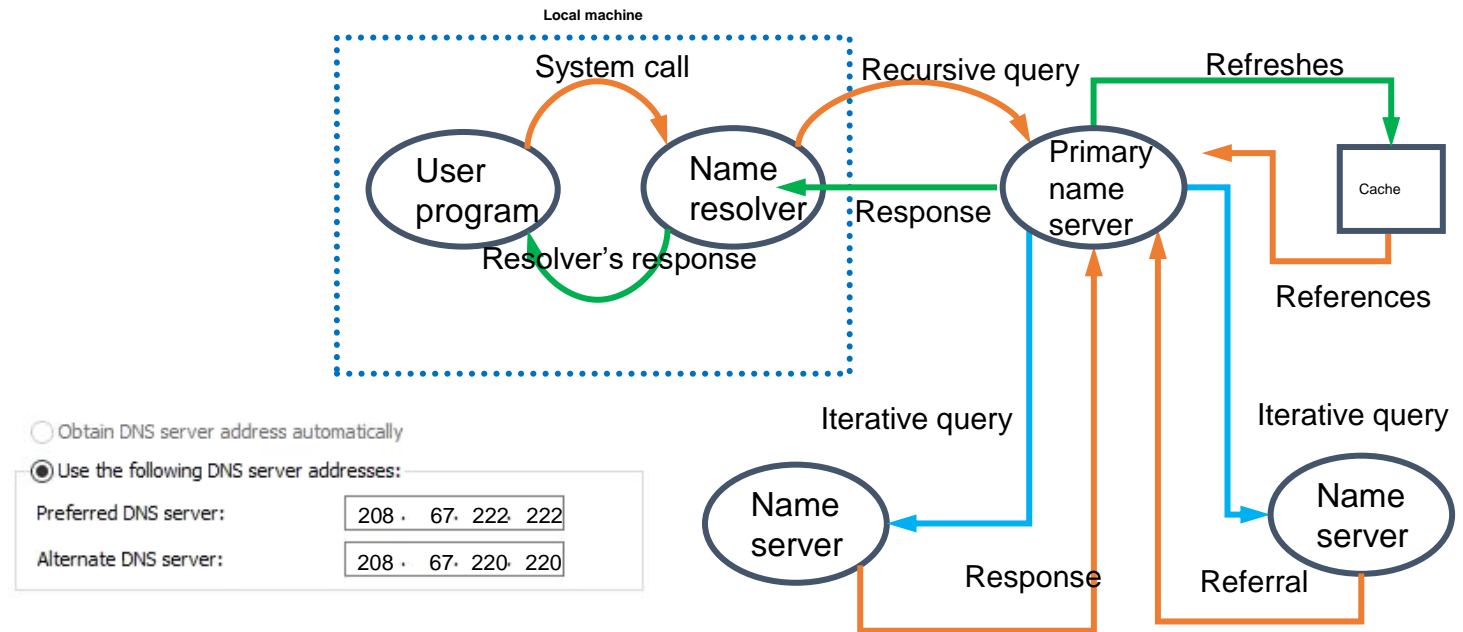 Local machine
System call
Recursive query
Refreshes
User
program
Name
resolver
Primary
name
server
Cache
Response
Resolver’s response
References
Iterative query
Iterative query
Obtain DNS server address automatically
Use the following DNS server addresses:
Preferred DNS server:
208 . 67. 222. 222
Alternate DNS server:
208 . 67. 220. 220
Name
server
Name
server
Response
Referral